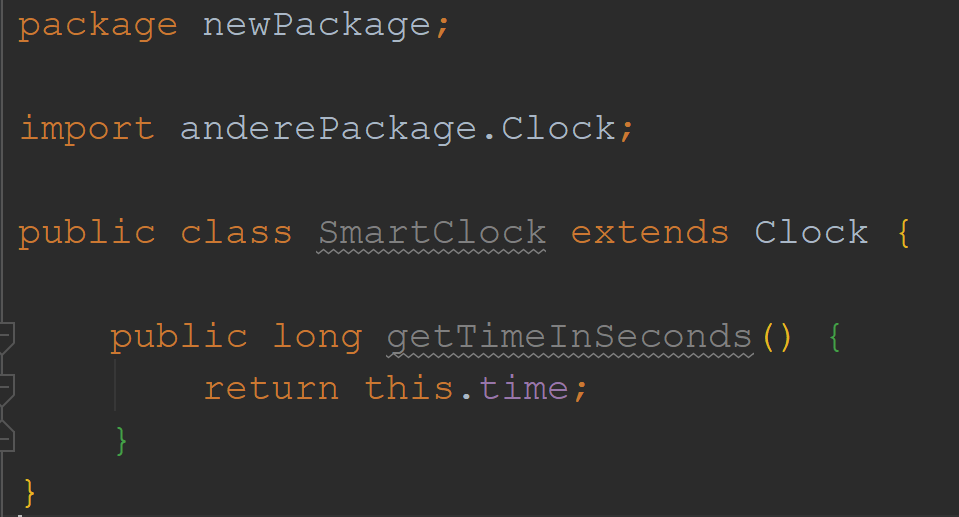 package newPackage;
import anderePackage.Clock;
public class SmartClock extends Clock {
public long getTimeInSeconds() {
return this.time;
}
}